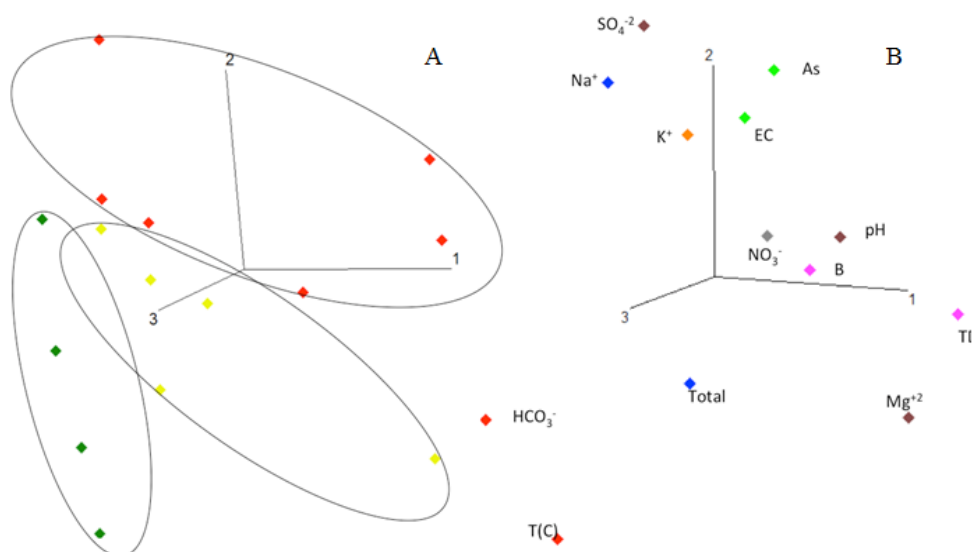 A
2
1
3
B
SO₄⁻²
As
2
Na⁺
K⁺
EC
pH
NO₃⁻
B
1
3
Total
Mg⁺²
HCO₃⁻
T(C)